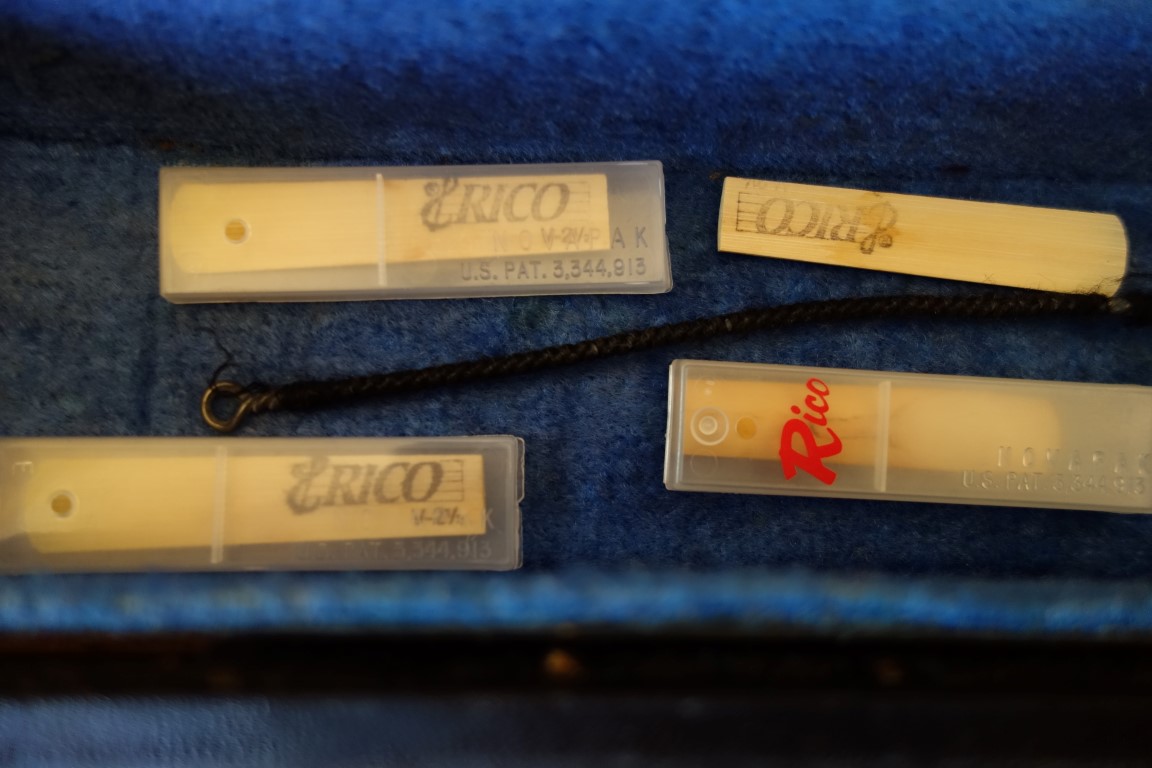 RICO
NOVAPAK
V-2½
U.S. PAT. 3,344,913
RICO
Rico
NOVAPAK
U.S. PAT. 3,344,913
RICO
V-2½
K
U.S. PAT. 3,344,913